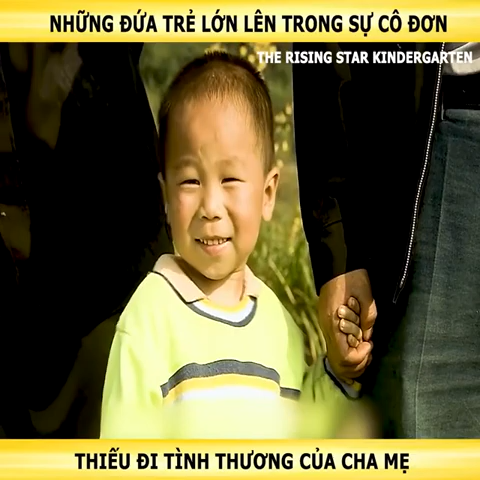 NHỮNG ĐỨA TRẺ LỚN LÊN TRONG SỰ CÔ ĐƠN
THE RISING STAR KINDERGARTEN
THIẾU ĐI TÌNH THƯƠNG CỦA CHA MẸ